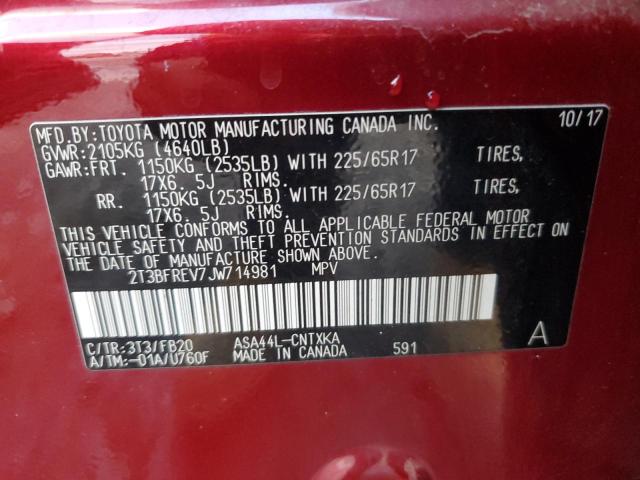 MFD. BY: TOYOTA MOTOR MANUFACTURING CANADA INC. 10/17
GVWR: 2105KG (4640LB)
GAWR: FRT. 1150KG (2535LB) WITH 225/65R17 TIRES,
17X6. 5J RIMS.
RR. 1150KG (2535LB) WITH 225/65R17 TIRES,
17X6. 5J RIMS.
THIS VEHICLE CONFORMS TO ALL APPLICABLE FEDERAL MOTOR
VEHICLE SAFETY AND THEFT PREVENTION STANDARDS IN EFFECT ON
THE DATE OF MANUFACTURE SHOWN ABOVE.
2T3BFREV7JW714981 MPV
C/TR: 3T3/FB20 ASA44L-CNTXKA A
A/TM: -01A/U760F MADE IN CANADA 591